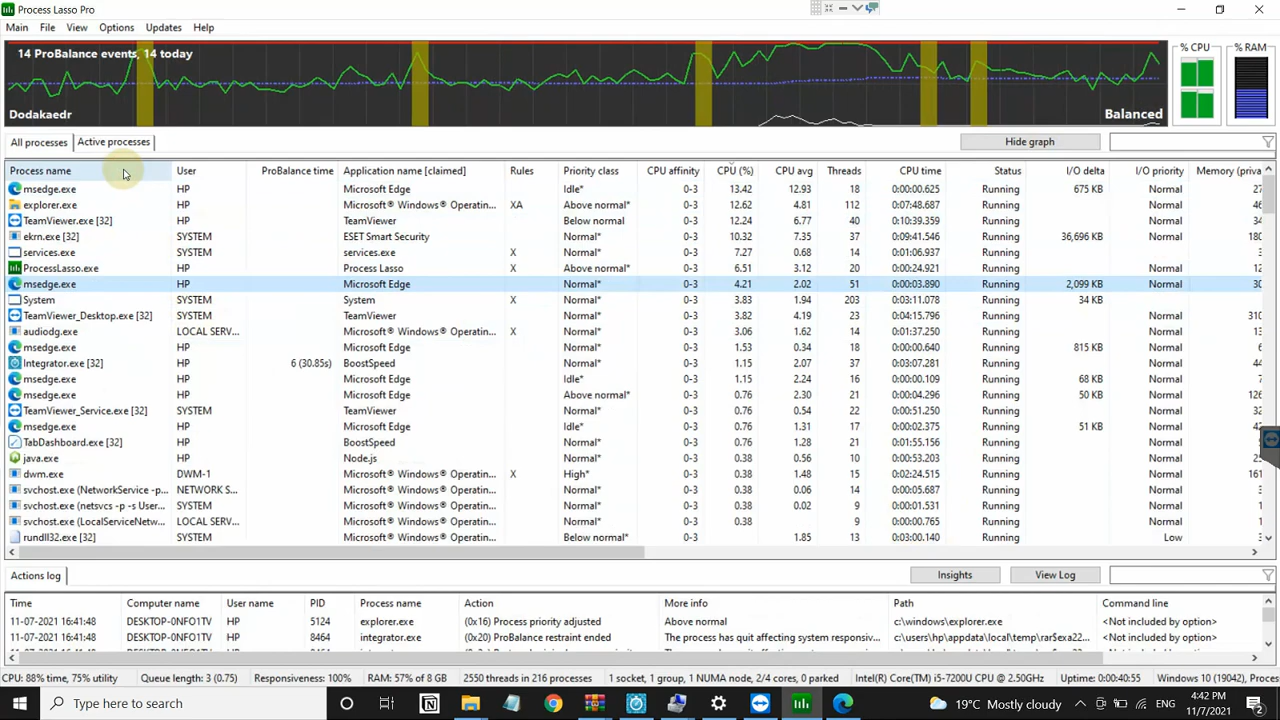 Process Lasso Pro
Main File View Options Updates Help
14 ProBalance events, 14 today
Dodakaedr
Balanced
% CPU % RAM
All processes Active processes Hide graph
Process name User ProBalance time Application name [claimed] Rules Priority class CPU affinity CPU (%) CPU avg Threads CPU time Status I/O delta I/O priority Memory (priva
msedge.exe HP Microsoft Edge Idle* 0-3 13.42 12.93 18 0:00:00.625 Running 675 KB Normal 27
explorer.exe HP Microsoft® Windows® Operatin... XA Above normal* 0-3 12.62 4.81 112 0:07:48.687 Running Normal 46
TeamViewer.exe [32] HP TeamViewer Below normal 0-3 12.24 6.77 40 0:10:39.359 Running Normal 34
ekrn.exe [32] SYSTEM ESET Smart Security Normal* 0-3 10.32 7.35 37 0:09:41.546 Running 36,696 KB Normal 180
services.exe SYSTEM services.exe X Normal* 0-3 7.27 0.68 14 0:01:06.937 Running Normal
ProcessLasso.exe HP Process Lasso X Above normal* 0-3 6.51 3.12 20 0:00:24.921 Running Normal 12
msedge.exe HP Microsoft Edge Normal* 0-3 4.21 2.02 51 0:00:03.890 Running 2,099 KB Normal 30
System SYSTEM System X Normal* 0-3 3.83 1.94 203 0:03:11.078 Running 34 KB
TeamViewer_Desktop.exe [32] SYSTEM TeamViewer Normal* 0-3 3.82 4.19 23 0:04:15.796 Running Normal 310
audiodg.exe LOCAL SERV... Microsoft® Windows® Operatin... X Normal* 0-3 3.06 1.62 14 0:01:37.250 Running Normal
msedge.exe HP Microsoft Edge Normal* 0-3 1.53 0.34 18 0:00:00.640 Running 815 KB Normal 6
Integrator.exe [32] HP 6 (30.85s) BoostSpeed Normal* 0-3 1.15 2.07 37 0:03:07.281 Running Normal
msedge.exe HP Microsoft Edge Idle* 0-3 1.15 2.24 16 0:00:00.109 Running 68 KB Normal 7
msedge.exe HP Microsoft Edge Above normal* 0-3 0.76 2.30 21 0:00:04.296 Running 50 KB Normal 126
TeamViewer_Service.exe [32] SYSTEM TeamViewer Normal* 0-3 0.76 0.54 22 0:00:51.250 Running Normal
msedge.exe HP Microsoft Edge Idle* 0-3 0.76 1.31 17 0:00:02.375 Running 51 KB Normal
TabDashboard.exe [32] HP BoostSpeed Normal* 0-3 0.76 1.28 21 0:01:55.156 Running Normal
java.exe HP Node.js Normal* 0-3 0.38 0.56 10 0:00:53.203 Running Normal
dwm.exe DWM-1 Microsoft® Windows® Operatin... X High* 0-3 0.38 1.48 15 0:02:24.515 Running Normal 161
svchost.exe (NetworkService -p... NETWORK S... Microsoft® Windows® Operatin... Normal* 0-3 0.38 0.06 14 0:00:05.687 Running Normal
svchost.exe (netsvcs -p -s User... SYSTEM Microsoft® Windows® Operatin... Normal* 0-3 0.38 0.02 9 0:00:01.531 Running Normal
svchost.exe (LocalServiceNetw... LOCAL SERV... Microsoft® Windows® Operatin... Normal* 0-3 0.38 9 0:00:00.765 Running Normal
rundll32.exe [32] SYSTEM Microsoft® Windows® Operatin... Below normal* 0-3 1.85 13 0:03:00.140 Running Low
Actions log Insights View Log
Time Computer name User name PID Process name Action More info Path Command line
11-07-2021 16:41:48 DESKTOP-0NFO1TV HP 5124 explorer.exe (0x16) Process priority adjusted Above normal c:\windows\explorer.exe <Not included by option>
11-07-2021 16:41:48 DESKTOP-0NFO1TV HP 8464 integrator.exe (0x20) ProBalance restraint ended The process has quit affecting system responsiv... c:\users\hp\appdata\local\temp\rar$exa22... <Not included by option>
CPU: 88% time, 75% utility Queue length: 3 (0.75) Responsiveness: 100% RAM: 57% of 8 GB 2550 threads in 216 processes 1 socket, 1 group, 1 NUMA node, 2/4 cores, 0 parked Intel(R) Core(TM) i5-7200U CPU @ 2.50GHz Uptime: 0:00:40:55 Windows 10 (19042), Process
Type here to search 19°C Mostly cloudy ENG 4:42 PM
11/7/2021 2